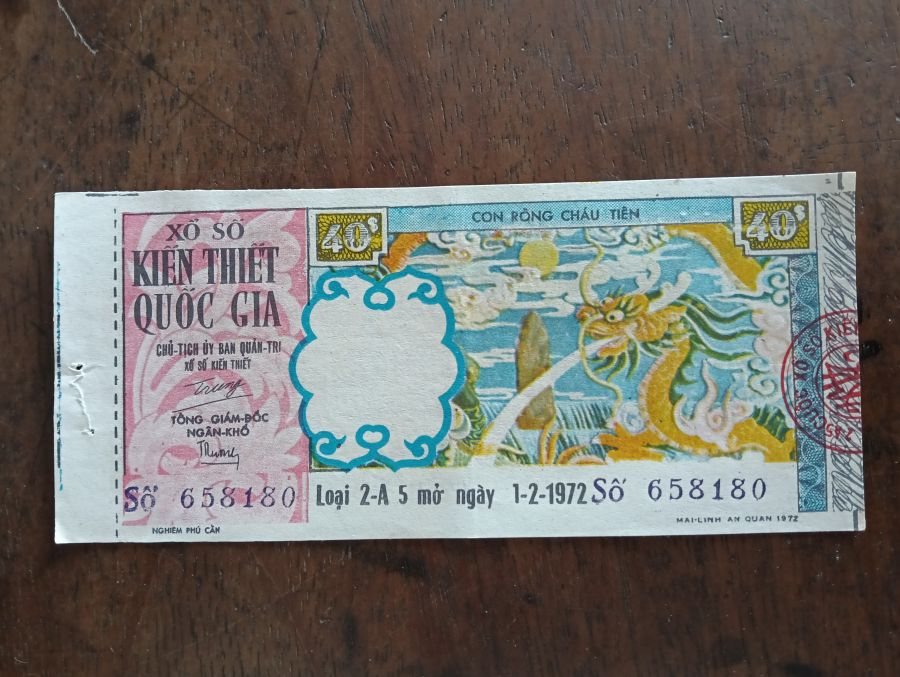 XỔ SỐ
KIẾN THIẾT
QUỐC GIA
CHỦ-TỊCH ỦY BAN QUẢN-TRỊ
XỔ SỐ KIẾN THIẾT
TỔNG GIÁM-ĐỐC
NGÂN-KHỐ
Số 658180
NGHIÊM PHÚ CẦN
40$
CON RỒNG CHÁU TIÊN
40$
Loại 2-A 5 mở ngày 1-2-1972
Số 658180
MAI-LINH AN QUAN 1972